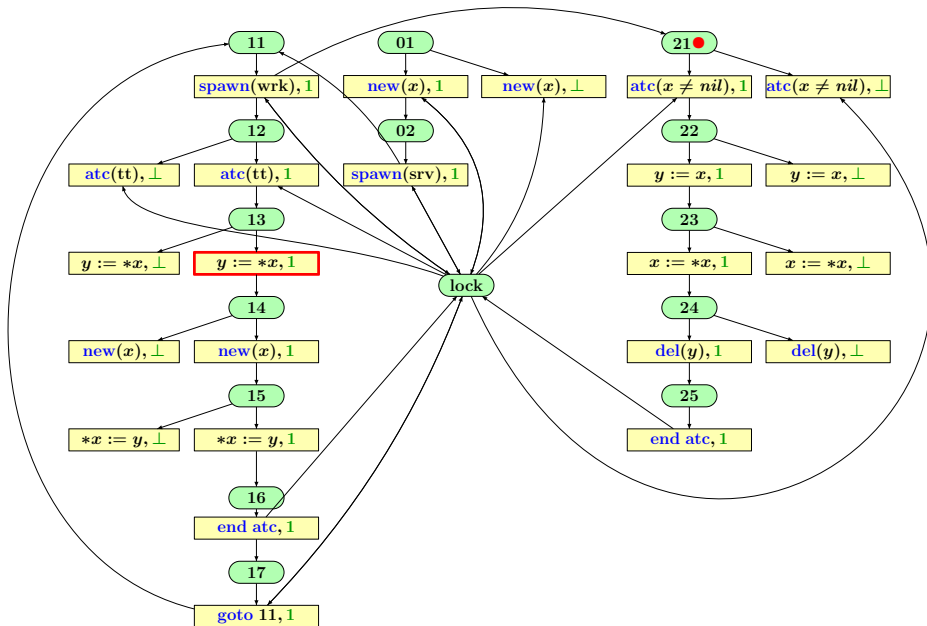 11 01 21
spawn(wrk), 1 new(x), 1 new(x), ⊥ atc(x ≠ nil), 1 atc(x ≠ nil), ⊥
12 02 22
atc(tt), ⊥ atc(tt), 1 spawn(srv), 1 y := x, 1 y := x, ⊥
13 23
y := *x, ⊥ y := *x, 1 x := *x, 1 x := *x, ⊥
lock
14 24
new(x), ⊥ new(x), 1 del(y), 1 del(y), ⊥
15 25
*x := y, ⊥ *x := y, 1 end atc, 1
16
end atc, 1
17
goto 11, 1